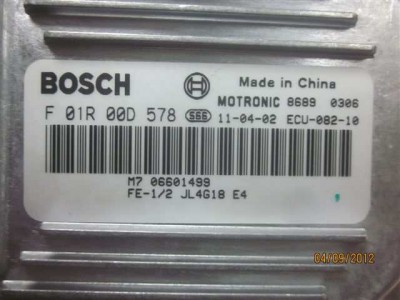 BOSCH
Made in China
MOTRONIC 8689 0306
F 01R 00D 578 666 11-04-02 ECU-082-10
M7 06601499
FE-1/2 JL4G18 E4
04/09/2012